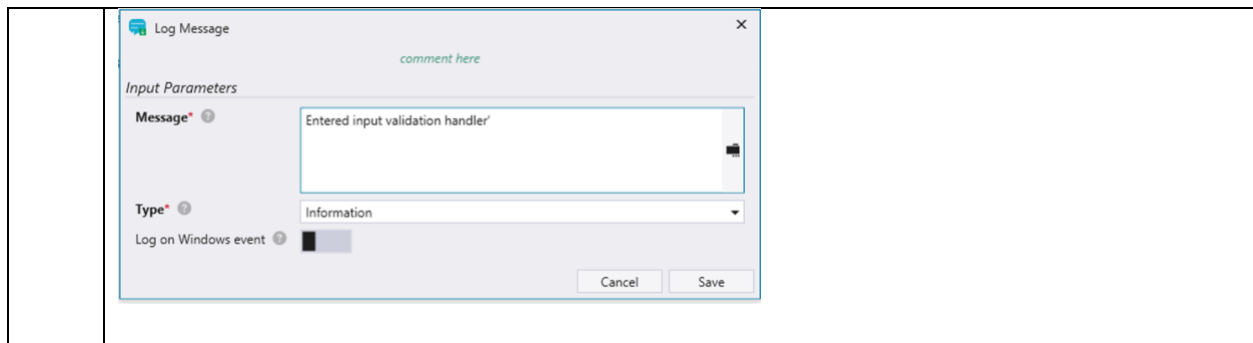 Log Message
comment here
Input Parameters
Message*
Entered input validation handler'
Type*
Information
Log on Windows event
Cancel Save